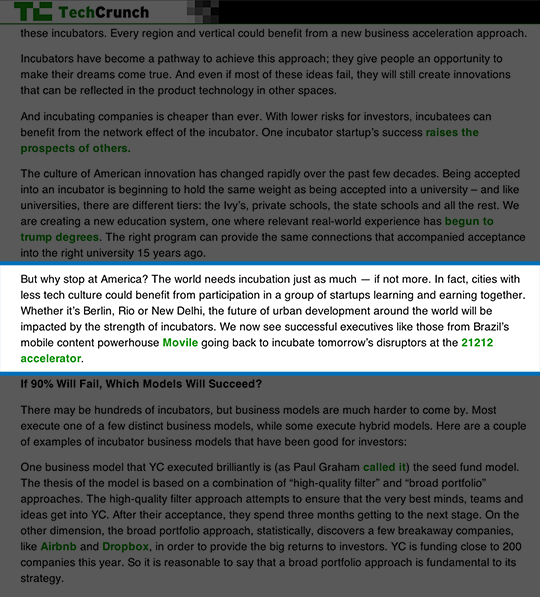 TechCrunch
these incubators. Every region and vertical could benefit from a new business acceleration approach.
Incubators have become a pathway to achieve this approach; they give people an opportunity to
make their dreams come true. And even if most of these ideas fail, they will still create innovations
that can be reflected in the product technology in other spaces.
And incubating companies is cheaper than ever. With lower risks for investors, incubatees can
benefit from the network effect of the incubator. One incubator startup’s success raises the
prospects of others.
The culture of American innovation has changed rapidly over the past few decades. Being accepted
into an incubator is beginning to hold the same weight as being accepted into a university – and like
universities, there are different tiers: the Ivy’s, private schools, the state schools and all the rest. We
are creating a new education system, one where relevant real-world experience has begun to
trump degrees. The right program can provide the same connections that accompanied acceptance
into the right university 15 years ago.
But why stop at America? The world needs incubation just as much — if not more. In fact, cities with
less tech culture could benefit from participation in a group of startups learning and earning together.
Whether it’s Berlin, Rio or New Delhi, the future of urban development around the world will be
impacted by the strength of incubators. We now see successful executives like those from Brazil’s
mobile content powerhouse Movile going back to incubate tomorrow’s disruptors at the 21212
accelerator.
If 90% Will Fail, Which Models Will Succeed?
There may be hundreds of incubators, but business models are much harder to come by. Most
execute one of a few distinct business models, while some execute hybrid models. Here are a couple
of examples of incubator business models that have been good for investors:
One business model that YC executed brilliantly is (as Paul Graham called it) the seed fund model.
The thesis of the model is based on a combination of “high-quality filter” and “broad portfolio”
approaches. The high-quality filter approach attempts to ensure that the very best minds, teams and
ideas get into YC. After their acceptance, they spend three months getting to the next stage. On the
other dimension, the broad portfolio approach, statistically, discovers a few breakaway companies,
like Airbnb and Dropbox, in order to provide the big returns to investors. YC is funding close to 200
companies this year. So it is reasonable to say that a broad portfolio approach is fundamental to its
strategy.